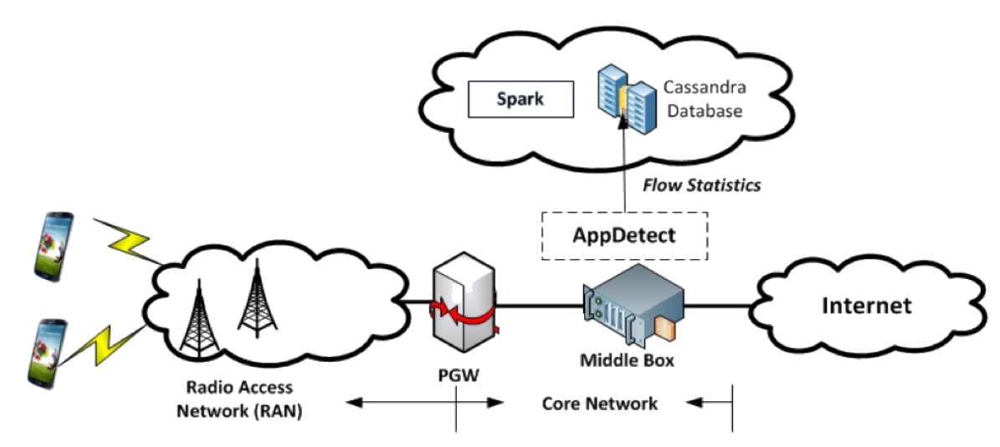 Spark
Cassandra
Database
Flow Statistics
AppDetect
Internet
Middle Box
PGW
Radio Access
Network (RAN)
Core Network